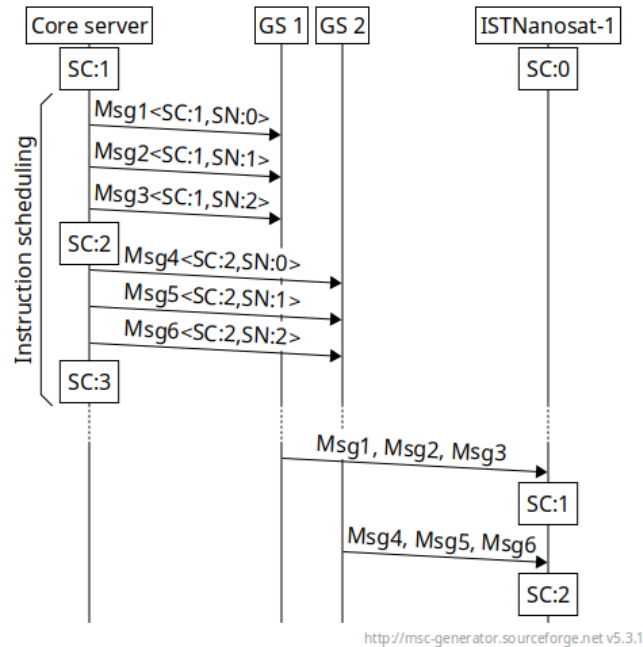 Core server
GS 1
GS 2
ISTNanosat-1
SC:1
SC:0
Instruction scheduling
Msg1<SC:1,SN:0>
Msg2<SC:1,SN:1>
Msg3<SC:1,SN:2>
SC:2
Msg4<SC:2,SN:0>
Msg5<SC:2,SN:1>
Msg6<SC:2,SN:2>
SC:3
Msg1, Msg2, Msg3
SC:1
Msg4, Msg5, Msg6
SC:2
http://msc-generator.sourceforge.net v5.3.1